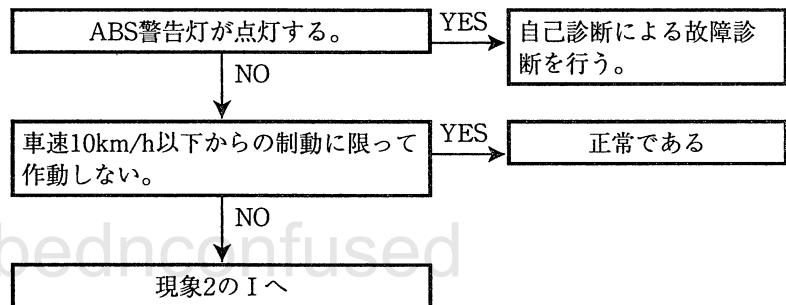 ABS警告灯が点灯する。
YES
自己診断による故障診
断を行う。
NO
車速10km/h以下からの制動に限って
作動しない。
YES
正常である
NO
bednconfused
現象2のⅠへ